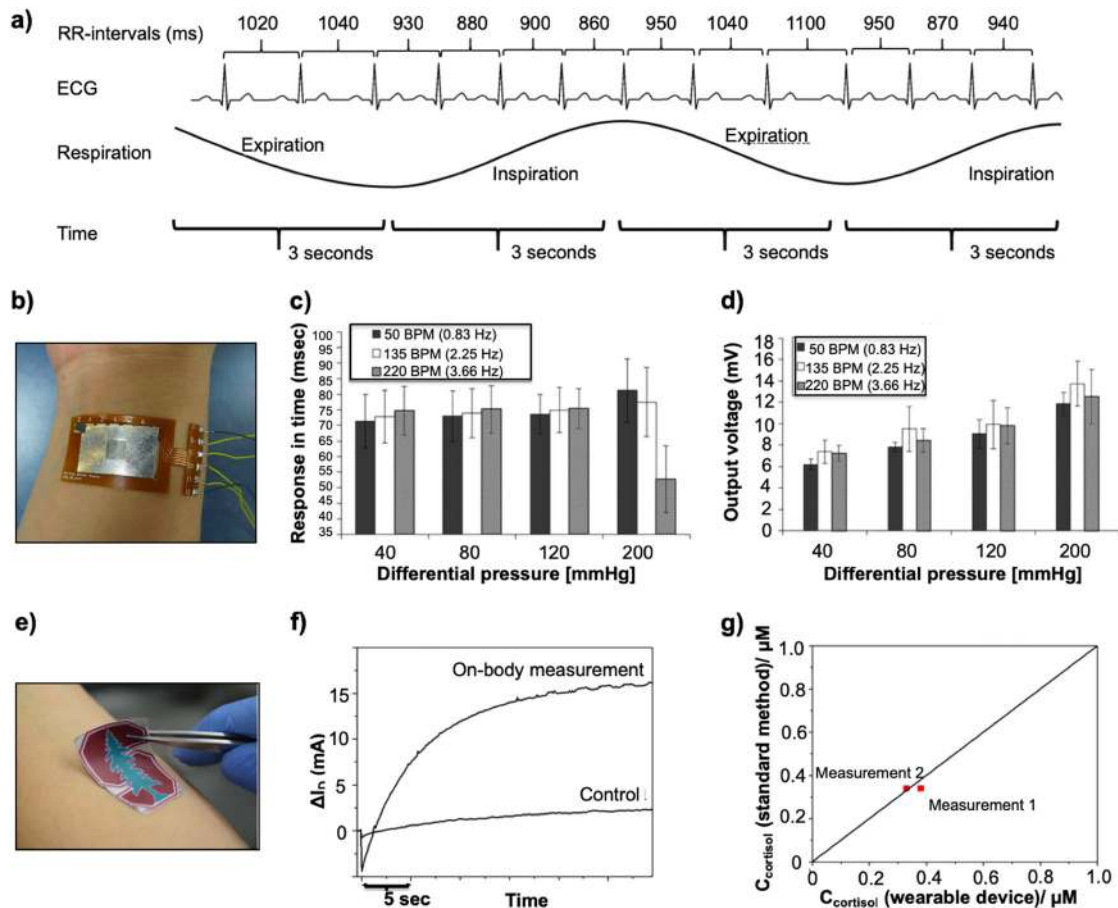 a)
RR-intervals (ms)
1020 1040 930 880 900 860 950 1040 1100 950 870 940
ECG
Respiration
Expiration
Inspiration
Expiration
Inspiration
Time
3 seconds 3 seconds 3 seconds 3 seconds
b)
c)
Response in time (msec)
100
95
90
85
80
75
70
65
60
55
50
45
40
35
50 BPM (0.83 Hz)
135 BPM (2.25 Hz)
220 BPM (3.66 Hz)
40 80 120 200
Differential pressure [mmHg]
d)
Output voltage (mV)
18
16
14
12
10
8
6
4
2
0
50 BPM (0.83 Hz)
135 BPM (2.25 Hz)
220 BPM (3.66 Hz)
40 80 120 200
Differential pressure [mmHg]
e)
f)
ΔIₙ (mA)
15
10
5
0
On-body measurement
Control
5 sec
Time
g)
Ccortisol (standard method)/ µM
1.0
0.8
0.6
0.4
0.2
0
Measurement 2
Measurement 1
0 0.2 0.4 0.6 0.8 1.0
Ccortisol (wearable device)/ µM